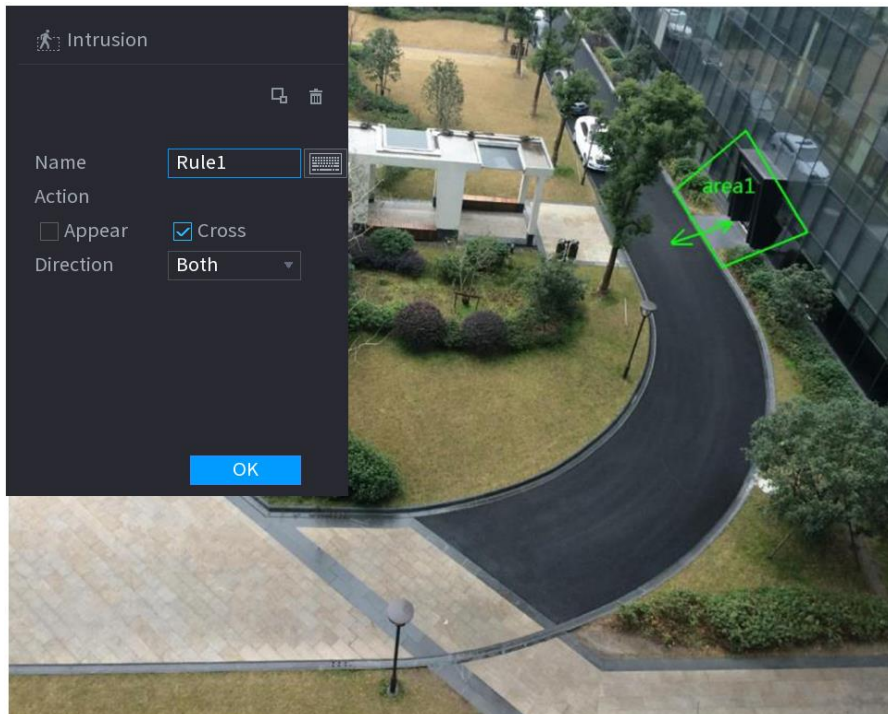 Intrusion
Name Rule1
Action
Appear Cross
Direction Both
OK
area1